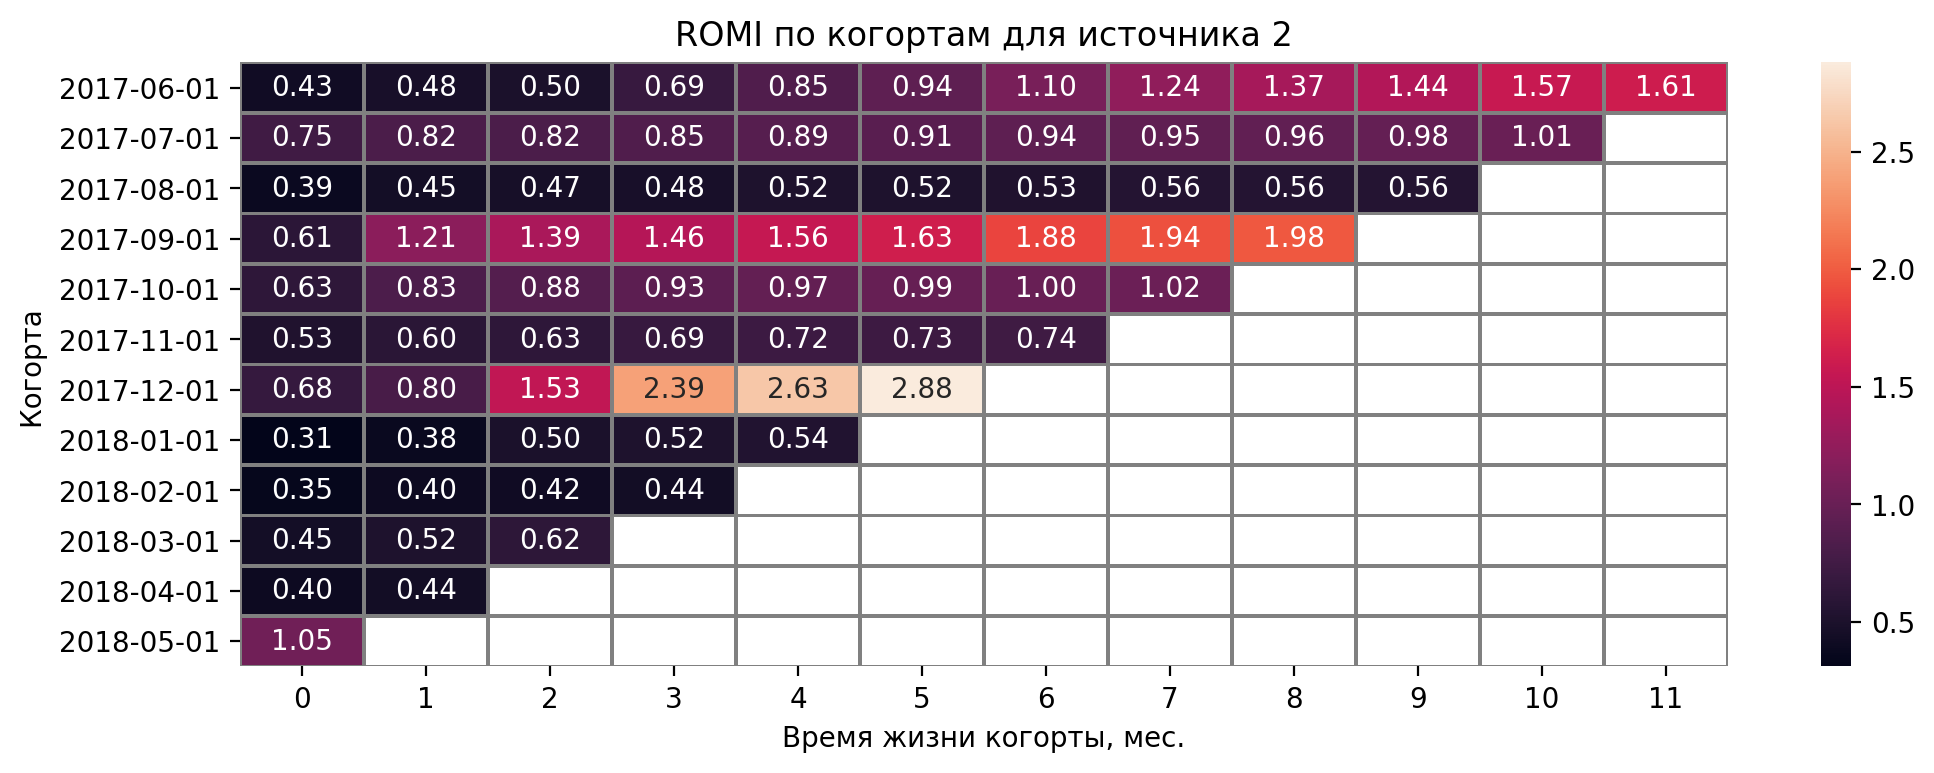 ROMI по когортам для источника 2
Когорта
2017-06-01 0.43 0.48 0.50 0.69 0.85 0.94 1.10 1.24 1.37 1.44 1.57 1.61
2017-07-01 0.75 0.82 0.82 0.85 0.89 0.91 0.94 0.95 0.96 0.98 1.01
2017-08-01 0.39 0.45 0.47 0.48 0.52 0.52 0.53 0.56 0.56 0.56
2017-09-01 0.61 1.21 1.39 1.46 1.56 1.63 1.88 1.94 1.98
2017-10-01 0.63 0.83 0.88 0.93 0.97 0.99 1.00 1.02
2017-11-01 0.53 0.60 0.63 0.69 0.72 0.73 0.74
2017-12-01 0.68 0.80 1.53 2.39 2.63 2.88
2018-01-01 0.31 0.38 0.50 0.52 0.54
2018-02-01 0.35 0.40 0.42 0.44
2018-03-01 0.45 0.52 0.62
2018-04-01 0.40 0.44
2018-05-01 1.05
0 1 2 3 4 5 6 7 8 9 10 11
Время жизни когорты, мес.
2.5
2.0
1.5
1.0
0.5